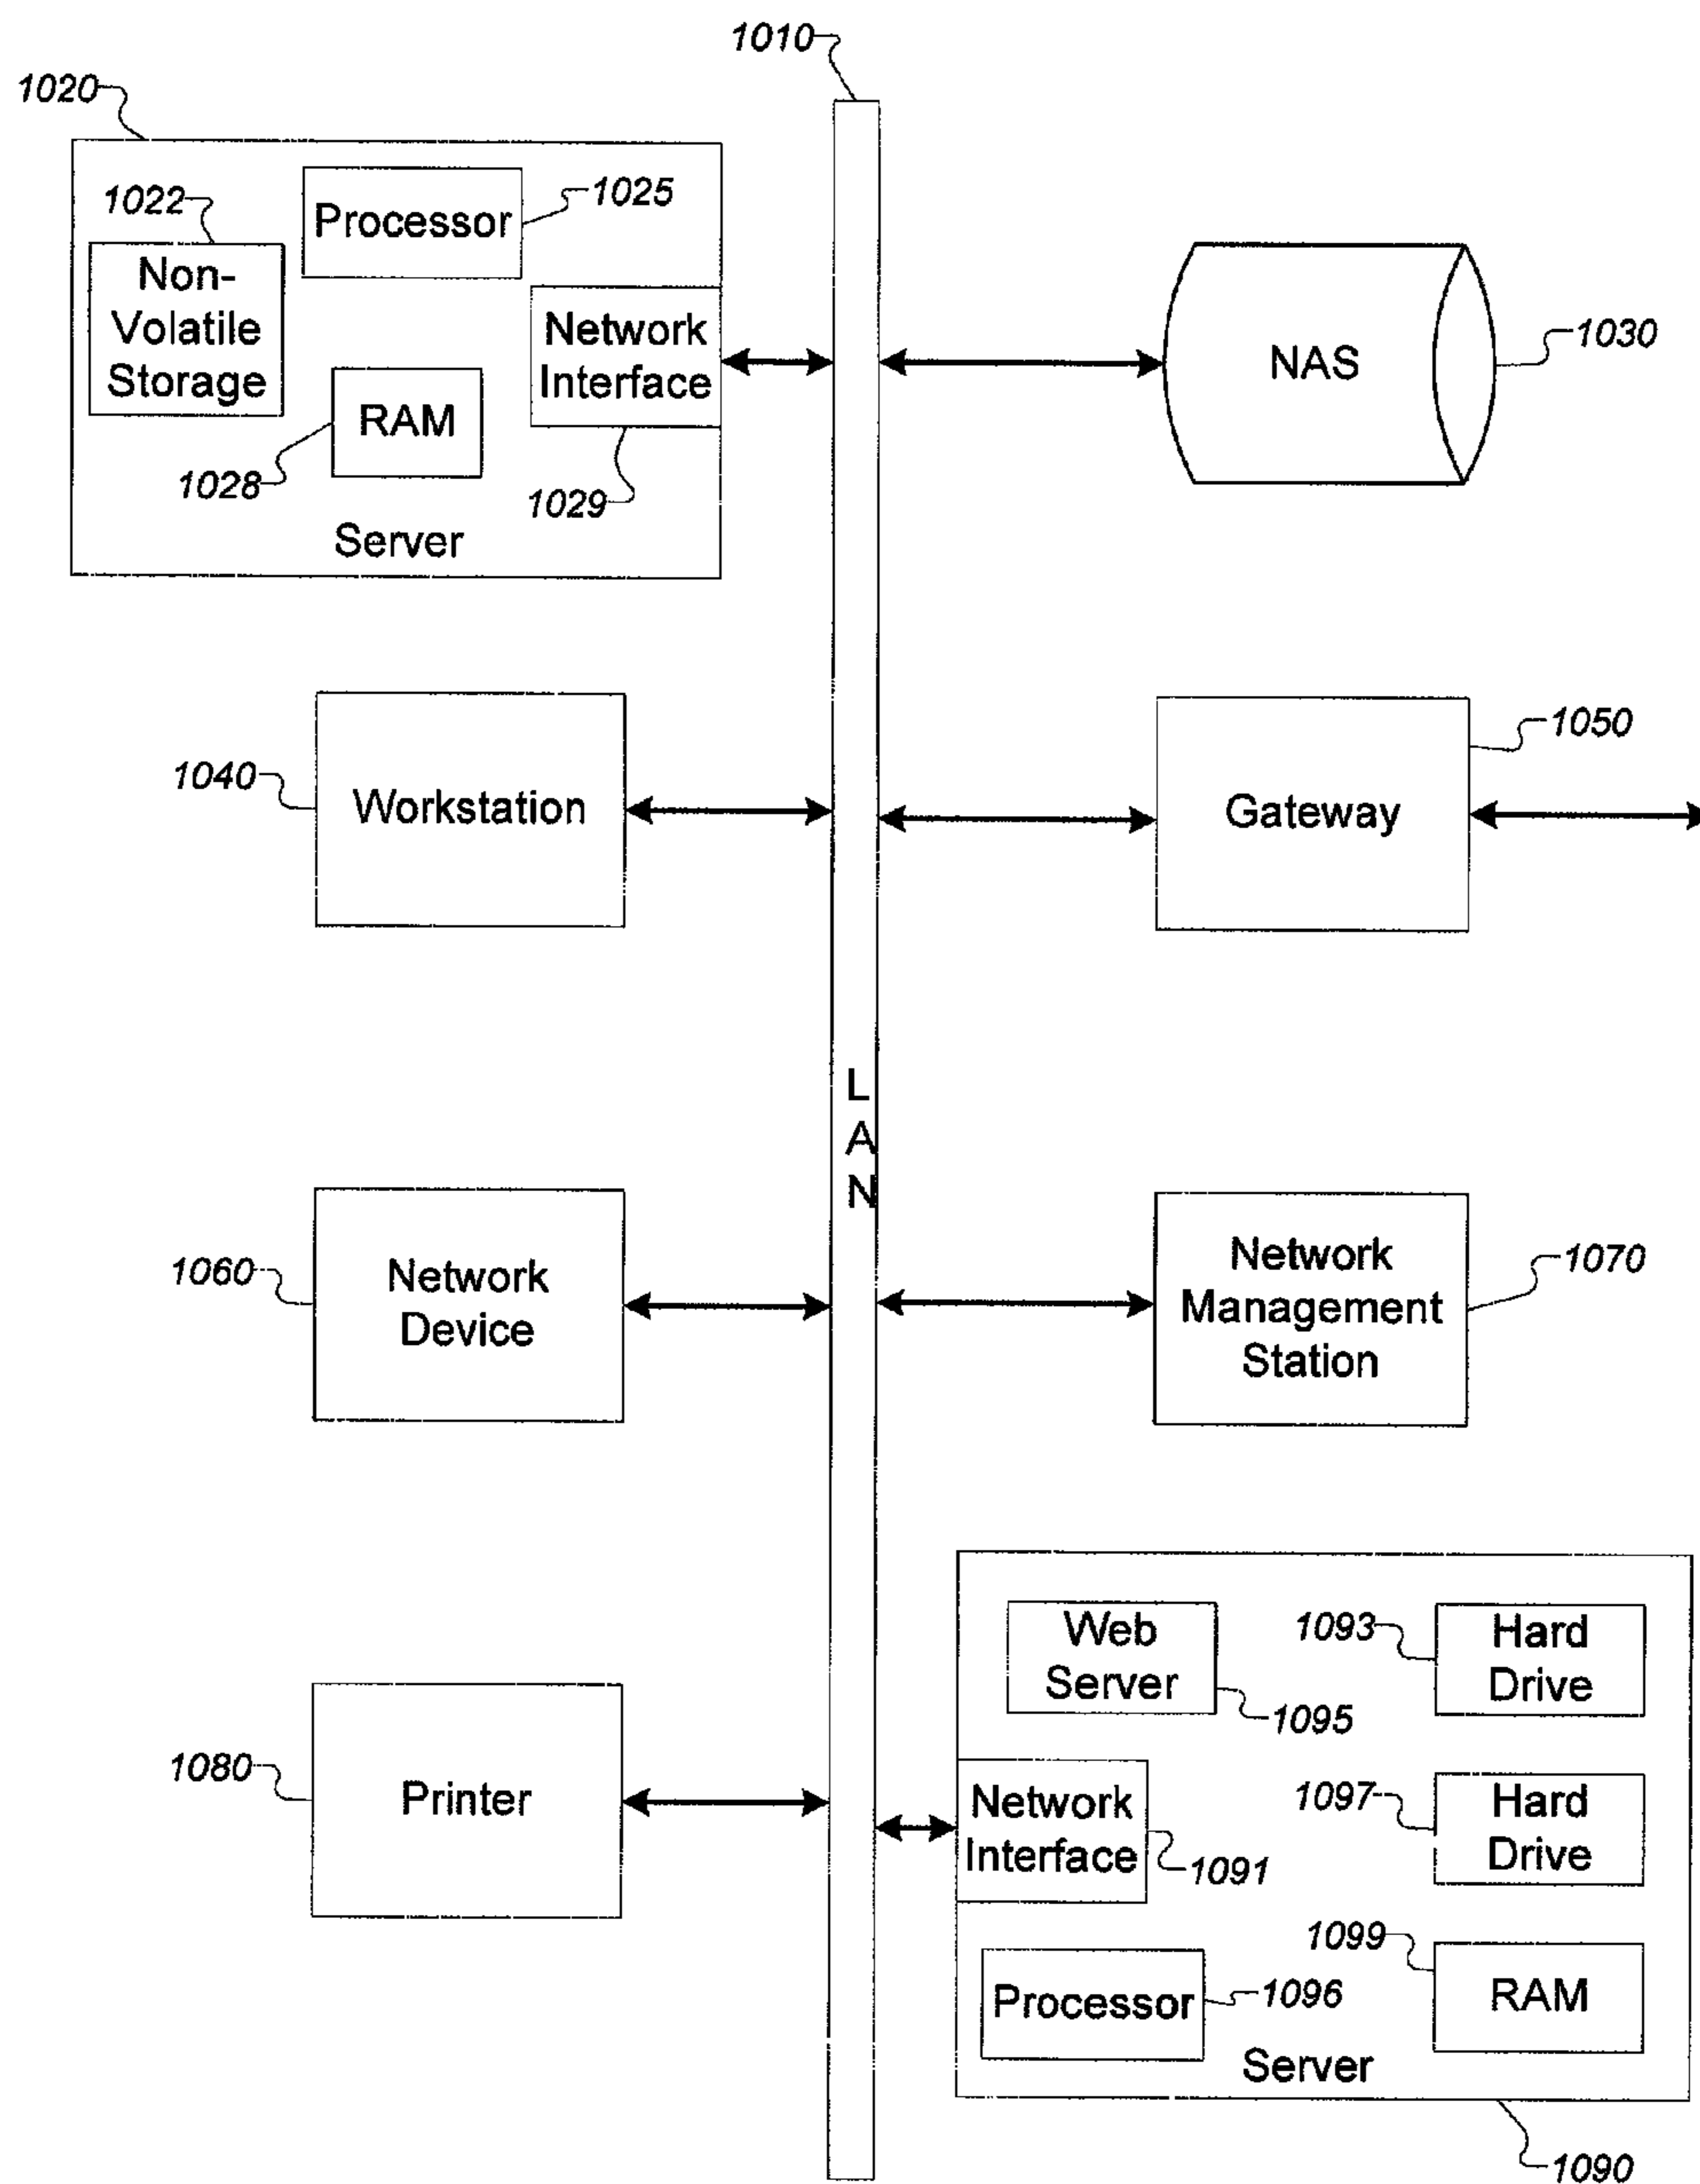 1010
1020
1022
Processor
1025
Non-
Volatile
Storage
Network
Interface
RAM
1028
1029
Server
NAS
1030
1040
Workstation
Gateway
1050
L
A
N
1060
Network
Device
Network
Management
Station
1070
1080
Printer
Web
Server
1095
1093
Hard
Drive
Network
Interface
1091
1097
Hard
Drive
Processor
1096
1099
RAM
Server
1090